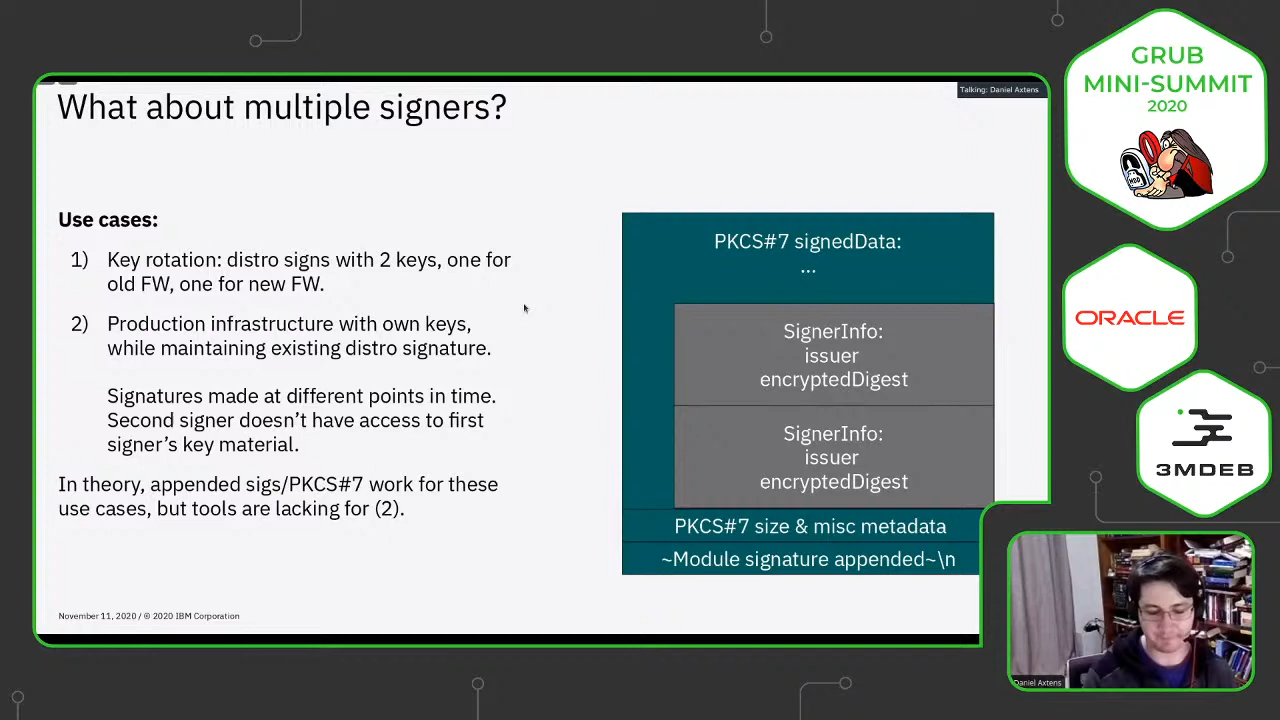 What about multiple signers?
Talking: Daniel Axtens
Use cases:
1) Key rotation: distro signs with 2 keys, one for
old FW, one for new FW.
2) Production infrastructure with own keys,
while maintaining existing distro signature.
Signatures made at different points in time.
Second signer doesn’t have access to first
signer’s key material.
In theory, appended sigs/PKCS#7 work for these
use cases, but tools are lacking for (2).
PKCS#7 signedData:
...
SignerInfo:
issuer
encryptedDigest
SignerInfo:
issuer
encryptedDigest
PKCS#7 size & misc metadata
~Module signature appended~\n
November 11, 2020 / © 2020 IBM Corporation
GRUB
MINI-SUMMIT
2020
ORACLE
3MDEB
Daniel Axtens